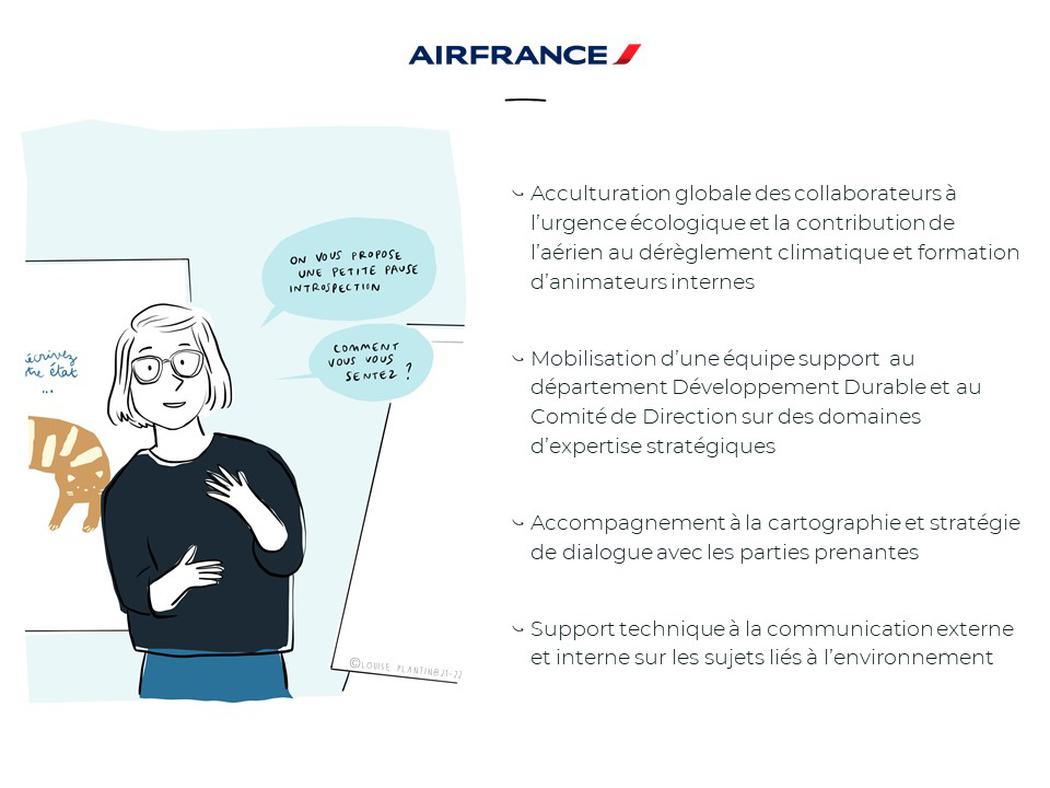 AIRFRANCE
ON VOUS PROPOSE
UNE PETITE PAUSE
INTROSPECTION
COMMENT
VOUS VOUS
SENTEZ ?
écrivez
état
...
©LOUISE PLANTIN@21-22
Acculturation globale des collaborateurs à
l'urgence écologique et la contribution de
l'aérien au dérèglement climatique et formation
d'animateurs internes
Mobilisation d'une équipe support au
département Développement Durable et au
Comité de Direction sur des domaines
d'expertise stratégiques
Accompagnement à la cartographie et stratégie
de dialogue avec les parties prenantes
Support technique à la communication externe
et interne sur les sujets liés à l'environnement